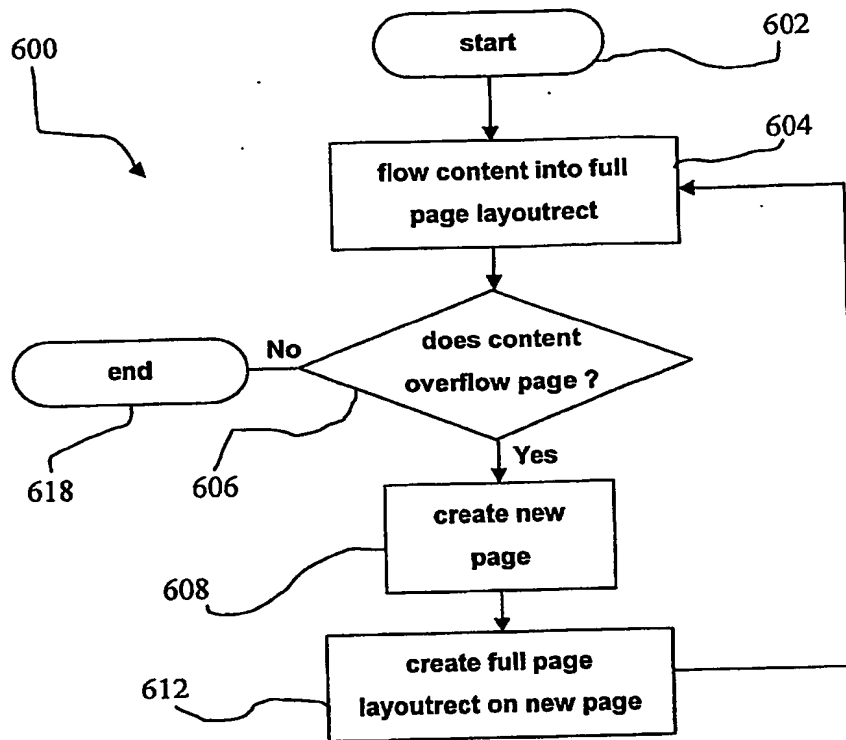 start
602
600
604
flow content into full
page layoutrect
does content
overflow page ?
No
end
618
606
Yes
create new
page
608
create full page
layoutrect on new page
612